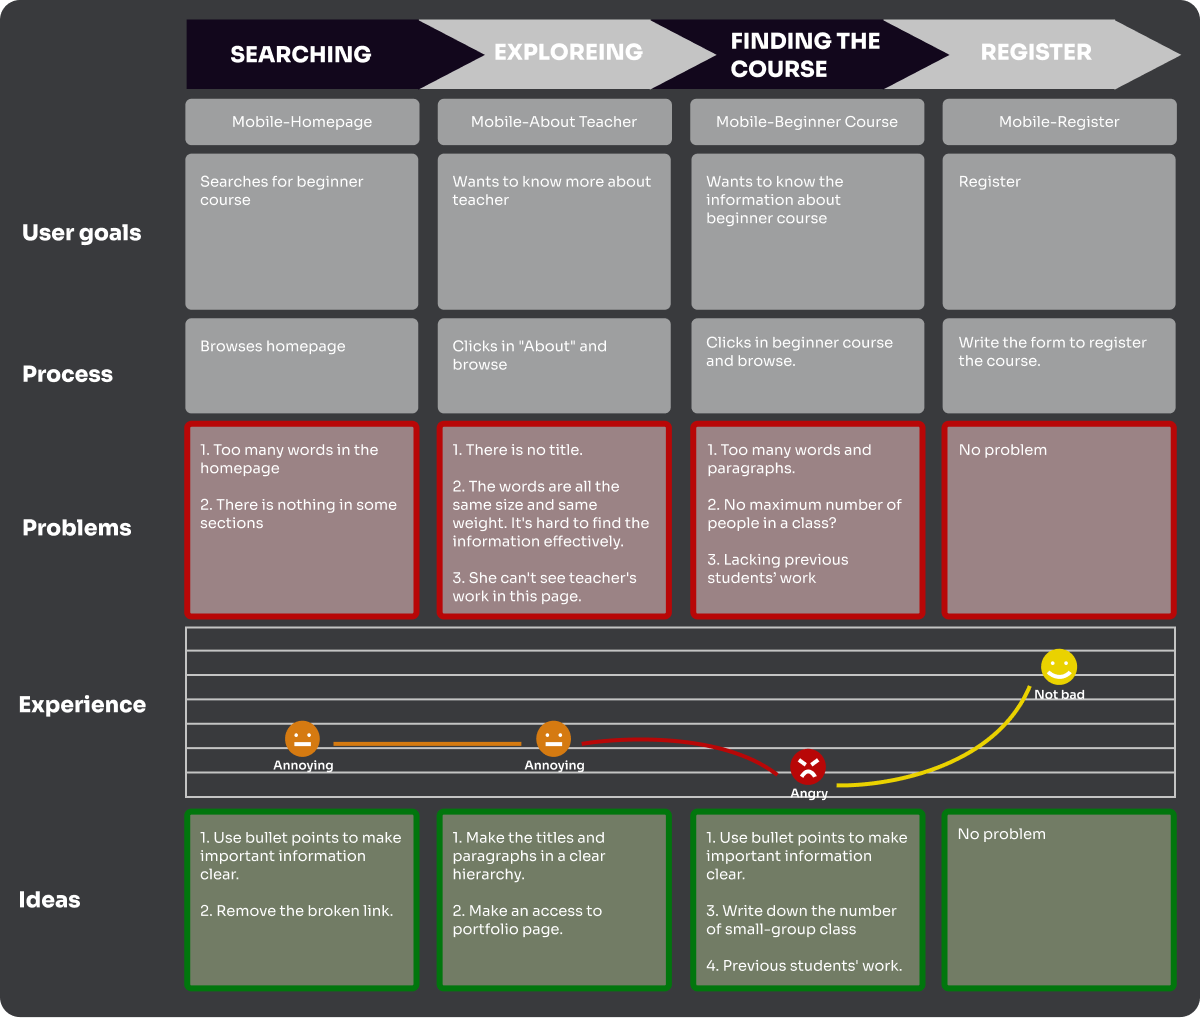 SEARCHING
EXPLOREING
FINDING THE
COURSE
REGISTER
Mobile-Homepage
Mobile-About Teacher
Mobile-Beginner Course
Mobile-Register
User goals
Searches for beginner
course
Wants to know more about
teacher
Wants to know the
information about
beginner course
Register
Process
Browses homepage
Clicks in "About" and
browse
Clicks in beginner course
and browse.
Write the form to register
the course.
Problems
1. Too many words in the
homepage
2. There is nothing in some
sections
1. There is no title.
2. The words are all the
same size and same
weight. It's hard to find the
information effectively.
3. She can't see teacher's
work in this page.
1. Too many words and
paragraphs.
2. No maximum number of
people in a class?
3. Lacking previous
students’ work
No problem
Experience
Annoying
Annoying
Angry
Not bad
Ideas
1. Use bullet points to make
important information
clear.
2. Remove the broken link.
1. Make the titles and
paragraphs in a clear
hierarchy.
2. Make an access to
portfolio page.
1. Use bullet points to make
important information
clear.
3. Write down the number
of small-group class
4. Previous students' work.
No problem